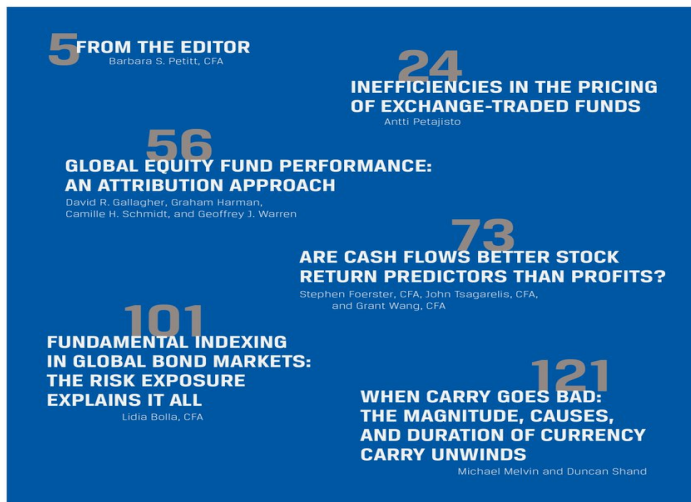 5
FROM THE EDITOR
Barbara S. Petitt, CFA
24
INEFFICIENCIES IN THE PRICING
OF EXCHANGE-TRADED FUNDS
Antti Petajisto
56
GLOBAL EQUITY FUND PERFORMANCE:
AN ATTRIBUTION APPROACH
David R. Gallagher, Graham Harman,
Camille H. Schmidt, and Geoffrey J. Warren
73
ARE CASH FLOWS BETTER STOCK
RETURN PREDICTORS THAN PROFITS?
Stephen Foerster, CFA, John Tsagarelis, CFA,
and Grant Wang, CFA
101
FUNDAMENTAL INDEXING
IN GLOBAL BOND MARKETS:
THE RISK EXPOSURE
EXPLAINS IT ALL
Lidia Bolla, CFA
121
WHEN CARRY GOES BAD:
THE MAGNITUDE, CAUSES,
AND DURATION OF CURRENCY
CARRY UNWINDS
Michael Melvin and Duncan Shand